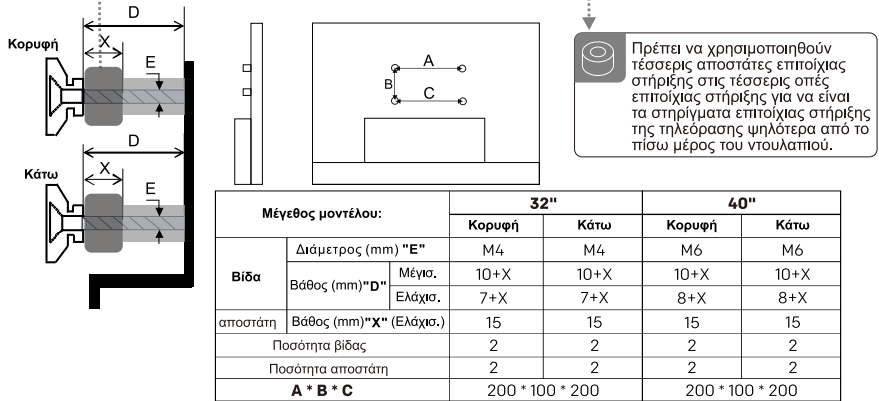 D
Κορυφή
X
E
D
Κάτω
X
E
A
B
C
Πρέπει να χρησιμοποιηθούν
τέσσερις αποστάτες επιτοίχιας
στήριξης στις τέσσερις οπές
επιτοίχιας στήριξης για να είναι
τα στηρίγματα επιτοίχιας στήριξης
της τηλεόρασης ψηλότερα από το
πίσω μέρος του ντουλαπιού.
Μέγεθος μοντέλου: 32" 40"
Κορυφή Κάτω Κορυφή Κάτω
Βίδα Διάμετρος (mm) "E" M4 M4 M6 M6
Βάθος (mm)"D" Μέγισ. 10+X 10+X 10+X 10+X
Ελάχισ. 7+X 7+X 8+X 8+X
αποστάτη Βάθος (mm)"X" (Ελάχισ.) 15 15 15 15
Ποσότητα βίδας 2 2 2 2
Ποσότητα αποστάτη 2 2 2 2
A * B * C 200 * 100 * 200 200 * 100 * 200